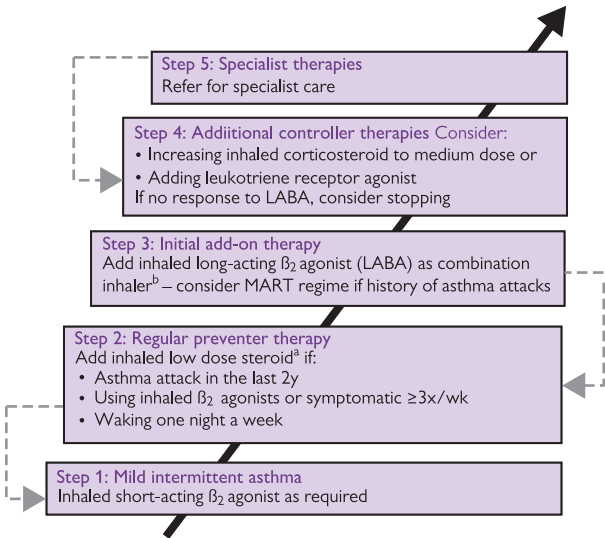 Step 5: Specialist therapies
Refer for specialist care
Step 4: Addiitional controller therapies Consider:
• Increasing inhaled corticosteroid to medium dose or
• Adding leukotriene receptor agonist
If no response to LABA, consider stopping
Step 3: Initial add-on therapy
Add inhaled long-acting ß₂ agonist (LABA) as combination
inhalerᵇ – consider MART regime if history of asthma attacks
Step 2: Regular preventer therapy
Add inhaled low dose steroidᵃ if:
• Asthma attack in the last 2y
• Using inhaled ß₂ agonists or symptomatic ≥3x/wk
• Waking one night a week
Step 1: Mild intermittent asthma
Inhaled short-acting ß₂ agonist as required